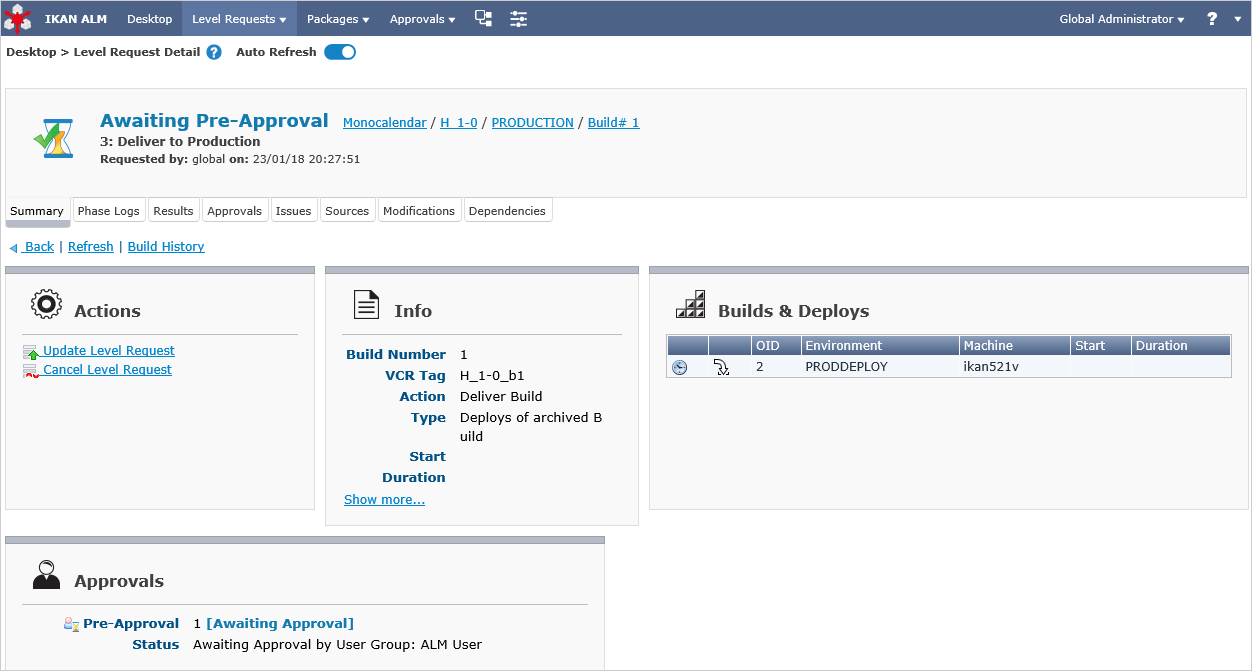 IKAN ALM Desktop Level Requests Packages Approvals Global Administrator ?
Desktop > Level Request Detail ? Auto Refresh
Awaiting Pre-Approval Monocalendar / H_1-0 / PRODUCTION / Build# 1
3: Deliver to Production
Requested by: global on: 23/01/18 20:27:51
Summary Phase Logs Results Approvals Issues Sources Modifications Dependencies
Back | Refresh | Build History
Actions
Update Level Request
Cancel Level Request
Info
Build Number 1
VCR Tag H_1-0_b1
Action Deliver Build
Type Deploys of archived B
uild
Start
Duration
Show more...
Builds & Deploys
OID Environment Machine Start Duration
2 PRODDEPLOY ikan521v
Approvals
Pre-Approval 1 [Awaiting Approval]
Status Awaiting Approval by User Group: ALM User